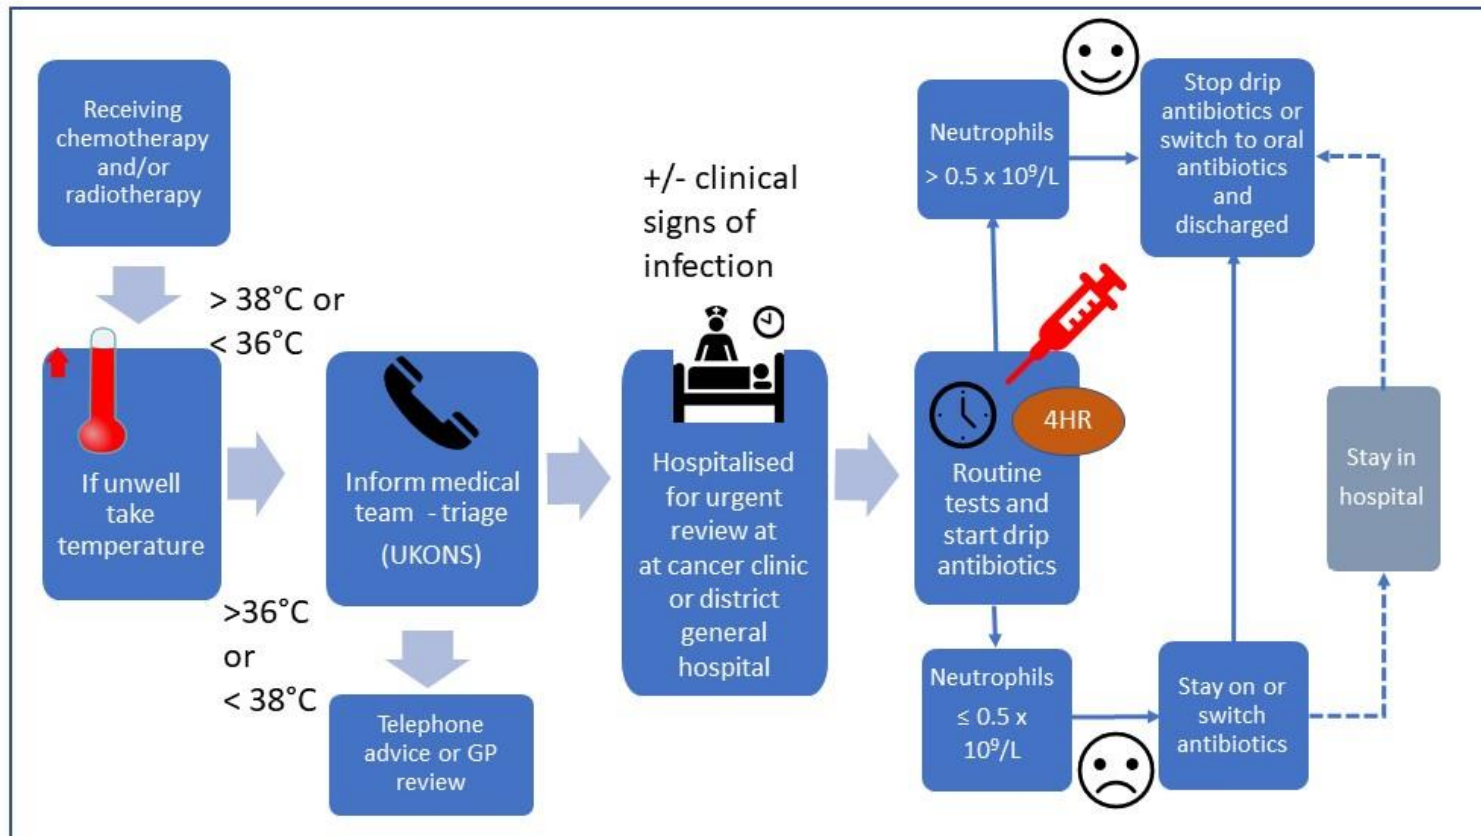 Receiving
chemotherapy
and/or
radiotherapy
> 38°C or
< 36°C
If unwell
take
temperature
Inform medical
team - triage
(UKONS)
>36°C
or
< 38°C
Telephone
advice or GP
review
+/- clinical
signs of
infection
Hospitalised
for urgent
review at
at cancer clinic
or district
general
hospital
4HR
Routine
tests and
start drip
antibiotics
Neutrophils
> 0.5 x 10⁹/L
Stop drip
antibiotics or
switch to oral
antibiotics
and
discharged
Neutrophils
≤ 0.5 x
10⁹/L
Stay on or
switch
antibiotics
Stay in
hospital